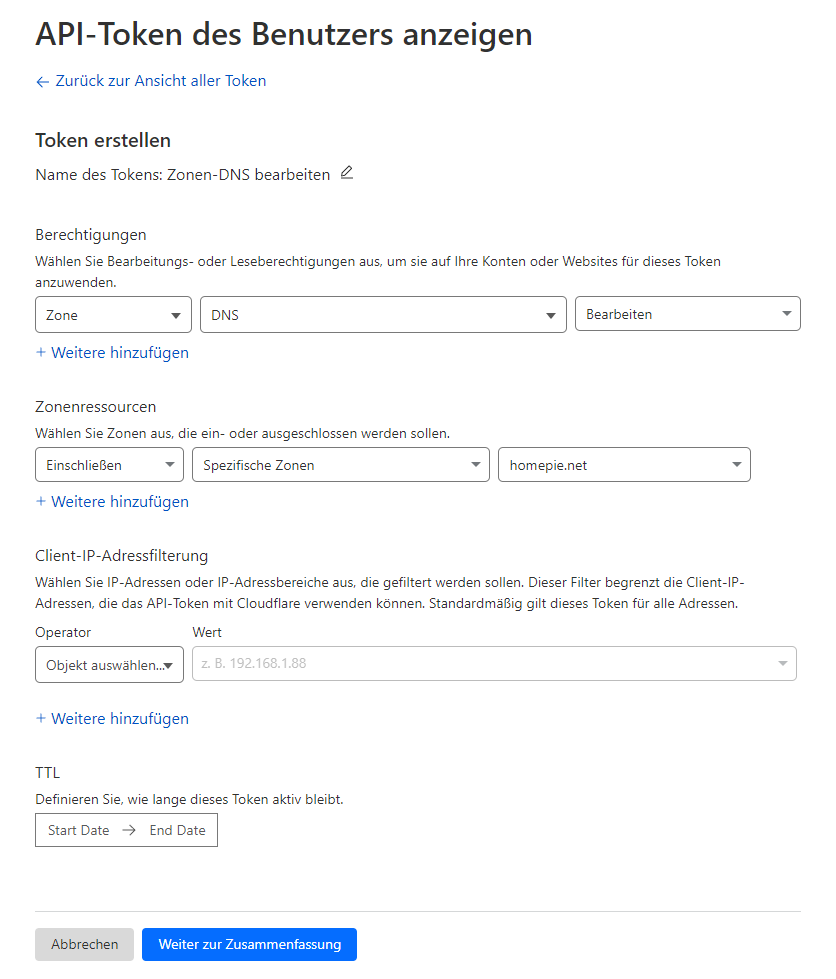 API-Token des Benutzers anzeigen
← Zurück zur Ansicht aller Token
Token erstellen
Name des Tokens: Zonen-DNS bearbeiten
Berechtigungen
Wählen Sie Bearbeitungs- oder Leseberechtigungen aus, um sie auf Ihre Konten oder Websites für dieses Token
anzuwenden.
Zone DNS Bearbeiten
+ Weitere hinzufügen
Zonenressourcen
Wählen Sie Zonen aus, die ein- oder ausgeschlossen werden sollen.
Einschließen Spezifische Zonen homepie.net
+ Weitere hinzufügen
Client-IP-Adressfilterung
Wählen Sie IP-Adressen oder IP-Adressbereiche aus, die gefiltert werden sollen. Dieser Filter begrenzt die Client-IP-
Adressen, die das API-Token mit Cloudflare verwenden können. Standardmäßig gilt dieses Token für alle Adressen.
Operator Wert
Objekt auswählen... z. B. 192.168.1.88
+ Weitere hinzufügen
TTL
Definieren Sie, wie lange dieses Token aktiv bleibt.
Start Date → End Date
Abbrechen Weiter zur Zusammenfassung